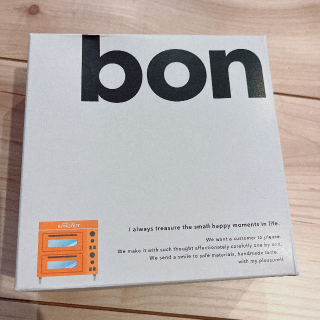 bon
I always treasure the small happy moments in life.
We want a customer to please.
We make it with such thought affectionately carefully one by one,
We send a smile to safe materials, handmade taste.
with my pleasure!!